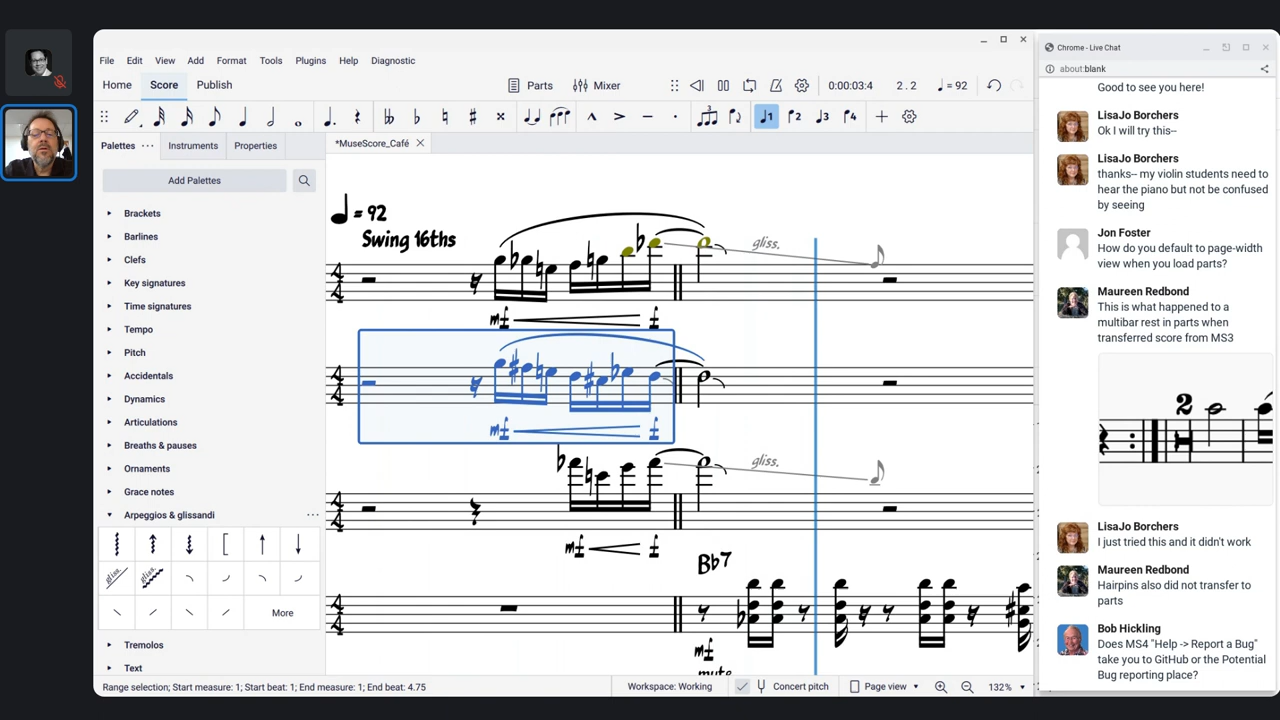 File Edit View Add Format Tools Plugins Help Diagnostic
Home Score Publish Parts Mixer 0:00:03:4 2 . 2 = 92
1 2 3 4
Palettes Instruments Properties *MuseScore_Café
Add Palettes
Brackets
Barlines
Clefs
Key signatures
Time signatures
Tempo
Pitch
Accidentals
Dynamics
Articulations
Breaths & pauses
Ornaments
Grace notes
Arpeggios & glissandi
gliss.
More
Tremolos
Text
= 92
Swing 16ths
gliss.
mf f
mf f
gliss.
mf f
Bb7
mf
mute
Range selection; Start measure: 1; Start beat: 1; End measure: 1; End beat: 4.75
Workspace: Working Concert pitch Page view 132%
Chrome - Live Chat
about:blank
Good to see you here!
LisaJo Borchers
Ok I will try this--
LisaJo Borchers
thanks-- my violin students need to
hear the piano but not be confused
by seeing
Jon Foster
How do you default to page-width
view when you load parts?
Maureen Redbond
This is what happened to a
multibar rest in parts when
transferred score from MS3
2
LisaJo Borchers
I just tried this and it didn't work
Maureen Redbond
Hairpins also did not transfer to
parts
Bob Hickling
Does MS4 "Help -> Report a Bug"
take you to GitHub or the Potential
Bug reporting place?